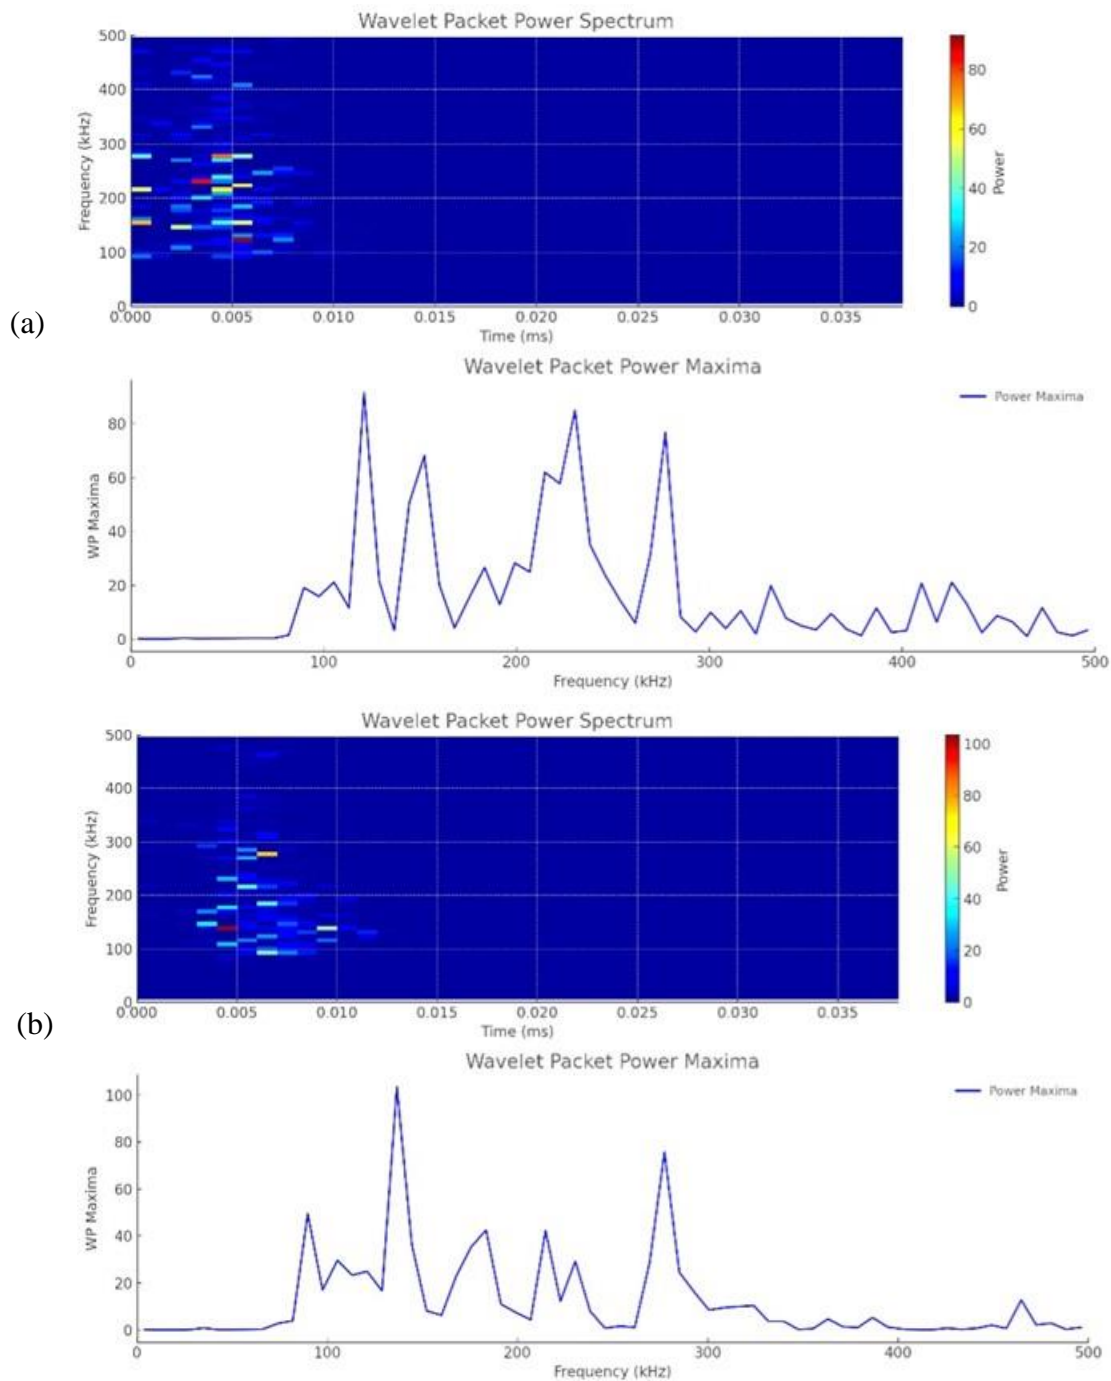 Wavelet Packet Power Spectrum
500
400
300
200
100
0
Frequency (kHz)
0.000 0.005 0.010 0.015 0.020 0.025 0.030 0.035
Time (ms)
80
60
40
20
0
Power
(a)
Wavelet Packet Power Maxima
Power Maxima
80
60
40
20
0
WP Maxima
0 100 200 300 400 500
Frequency (kHz)
Wavelet Packet Power Spectrum
500
400
300
200
100
0
Frequency (kHz)
0.000 0.005 0.010 0.015 0.020 0.025 0.030 0.035
Time (ms)
100
80
60
40
20
0
Power
(b)
Wavelet Packet Power Maxima
Power Maxima
100
80
60
40
20
0
WP Maxima
0 100 200 300 400 500
Frequency (kHz)